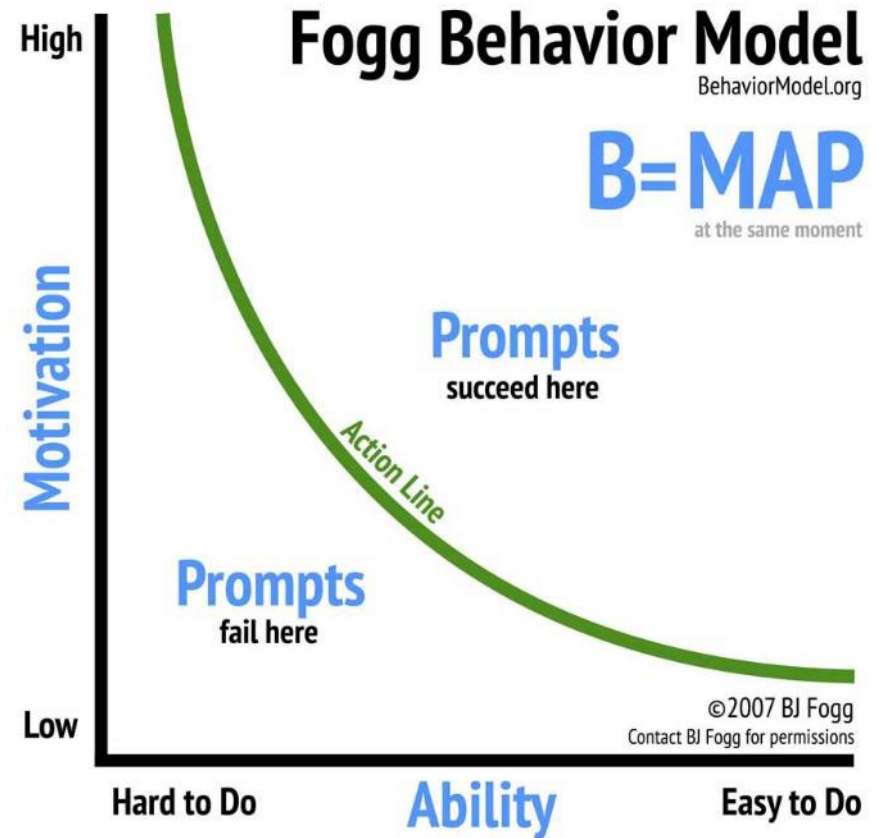 Fogg Behavior Model
BehaviorModel.org
B=MAP
at the same moment
High
Motivation
Low
Prompts
succeed here
Action Line
Prompts
fail here
©2007 BJ Fogg
Contact BJ Fogg for permissions
Hard to Do
Ability
Easy to Do